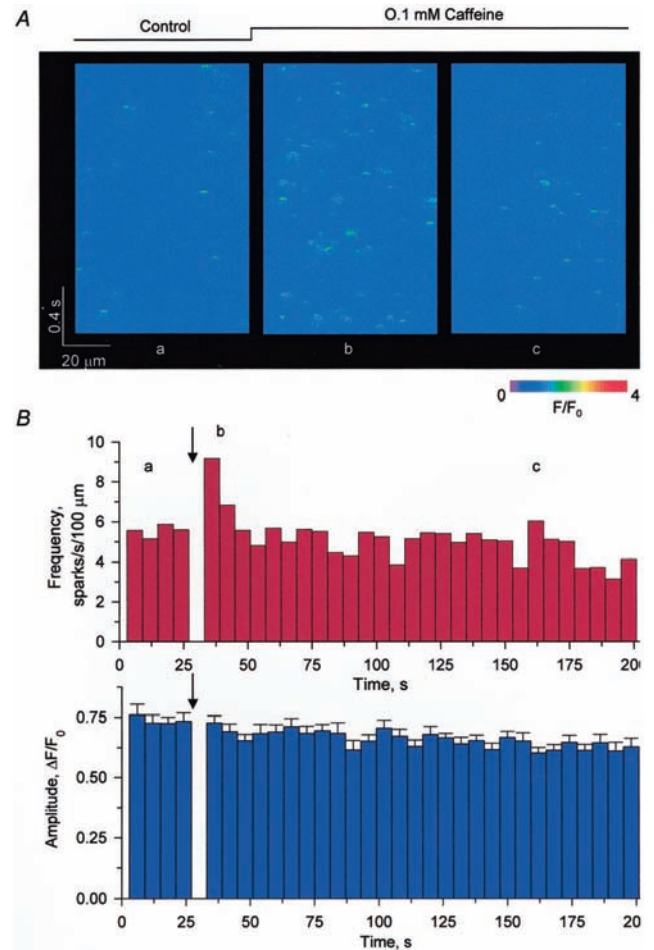 A
Control
O.1 mM Caffeine
0.4 s
20 μm
a
b
c
0
4
F/F0
B
a
b
c
Frequency,
sparks/s/100 μm
10
8
6
4
2
0
0 25 50 75 100 125 150 175 200
Time, s
Amplitude, ΔF/F0
0.75
0.50
0.25
0.00
0 25 50 75 100 125 150 175 200
Time, s